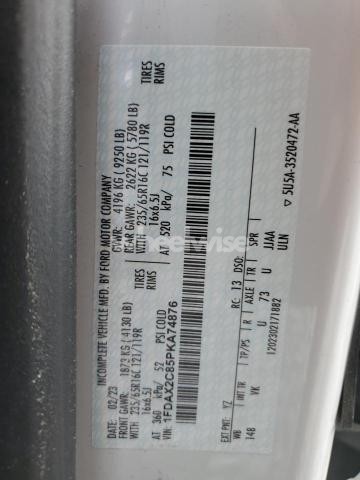 INCOMPLETE VEHICLE MFD. BY FORD MOTOR COMPANY
02/23 GVWR: 4196 KG (9250 LB)
FRONT GAWR: 1873 KG (4130 LB) REAR GAWR: 2622 KG (5780 LB)
WITH 235/65R16C 121/119R TIRES WITH 235/65R16C 121/119R TIRES
16x6.5J RIMS 16x6.5J RIMS
AT 360 kPa/ 52 PSI COLD AT 520 kPa/ 75 PSI COLD
VIN: 1FDAX2C85PKA74876
EXT PNT: YZ RC: 13 DSO:
WB INT TR TP/PS R AXLE TR SPR
148 VK U 73 U JJAA
1202302171882 ULN
5U5A-3520472-AA
wheelwise